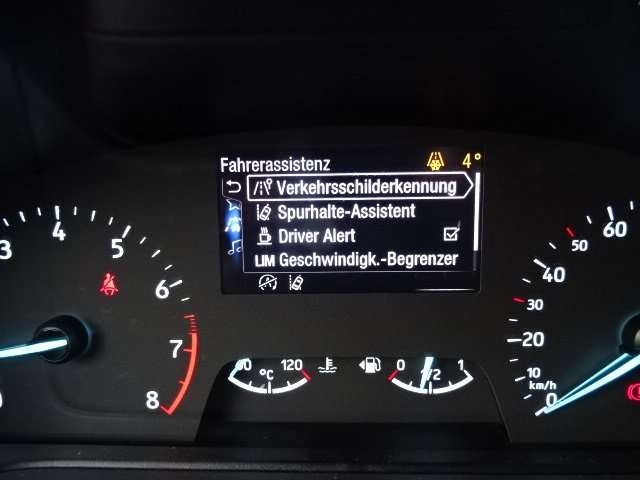 Fahrerassistenz 4°
Verkehrsschilderkennung
Spurhalte-Assistent
Driver Alert
LIM Geschwindigk.-Begrenzer
3 4 5 6 7 8
60 °C 120
0 1/2 1
0 10 20 30 40 50 60
km/h